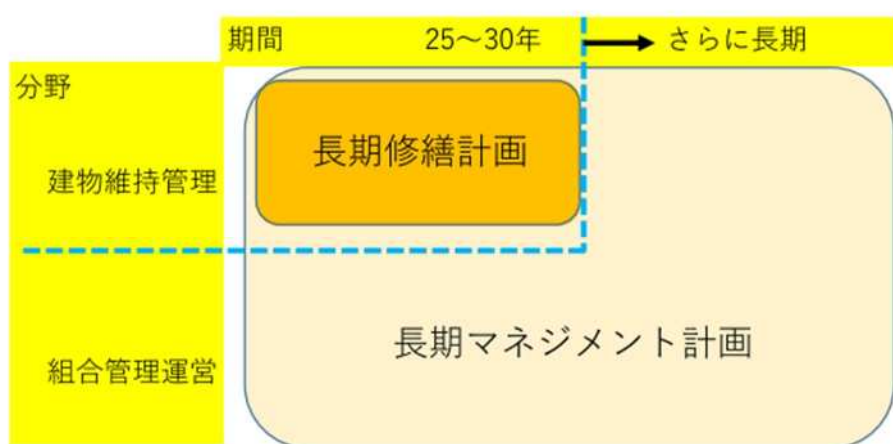 期間 25～30年 さらに長期
分野
長期修繕計画
建物維持管理
長期マネジメント計画
組合管理運営